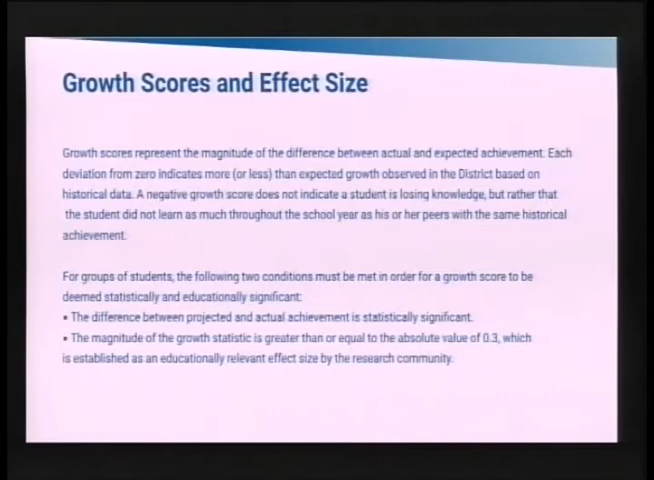 Growth Scores and Effect Size
Growth scores represent the magnitude of the difference between actual and expected achievement. Each
deviation from zero indicates more (or less) than expected growth observed in the District based on
historical data. A negative growth score does not indicate a student is losing knowledge, but rather that
the student did not learn as much throughout the school year as his or her peers with the same historical
achievement.
For groups of students, the following two conditions must be met in order for a growth score to be
deemed statistically and educationally significant:
• The difference between projected and actual achievement is statistically significant.
• The magnitude of the growth statistic is greater than or equal to the absolute value of 0.3, which
is established as an educationally relevant effect size by the research community.